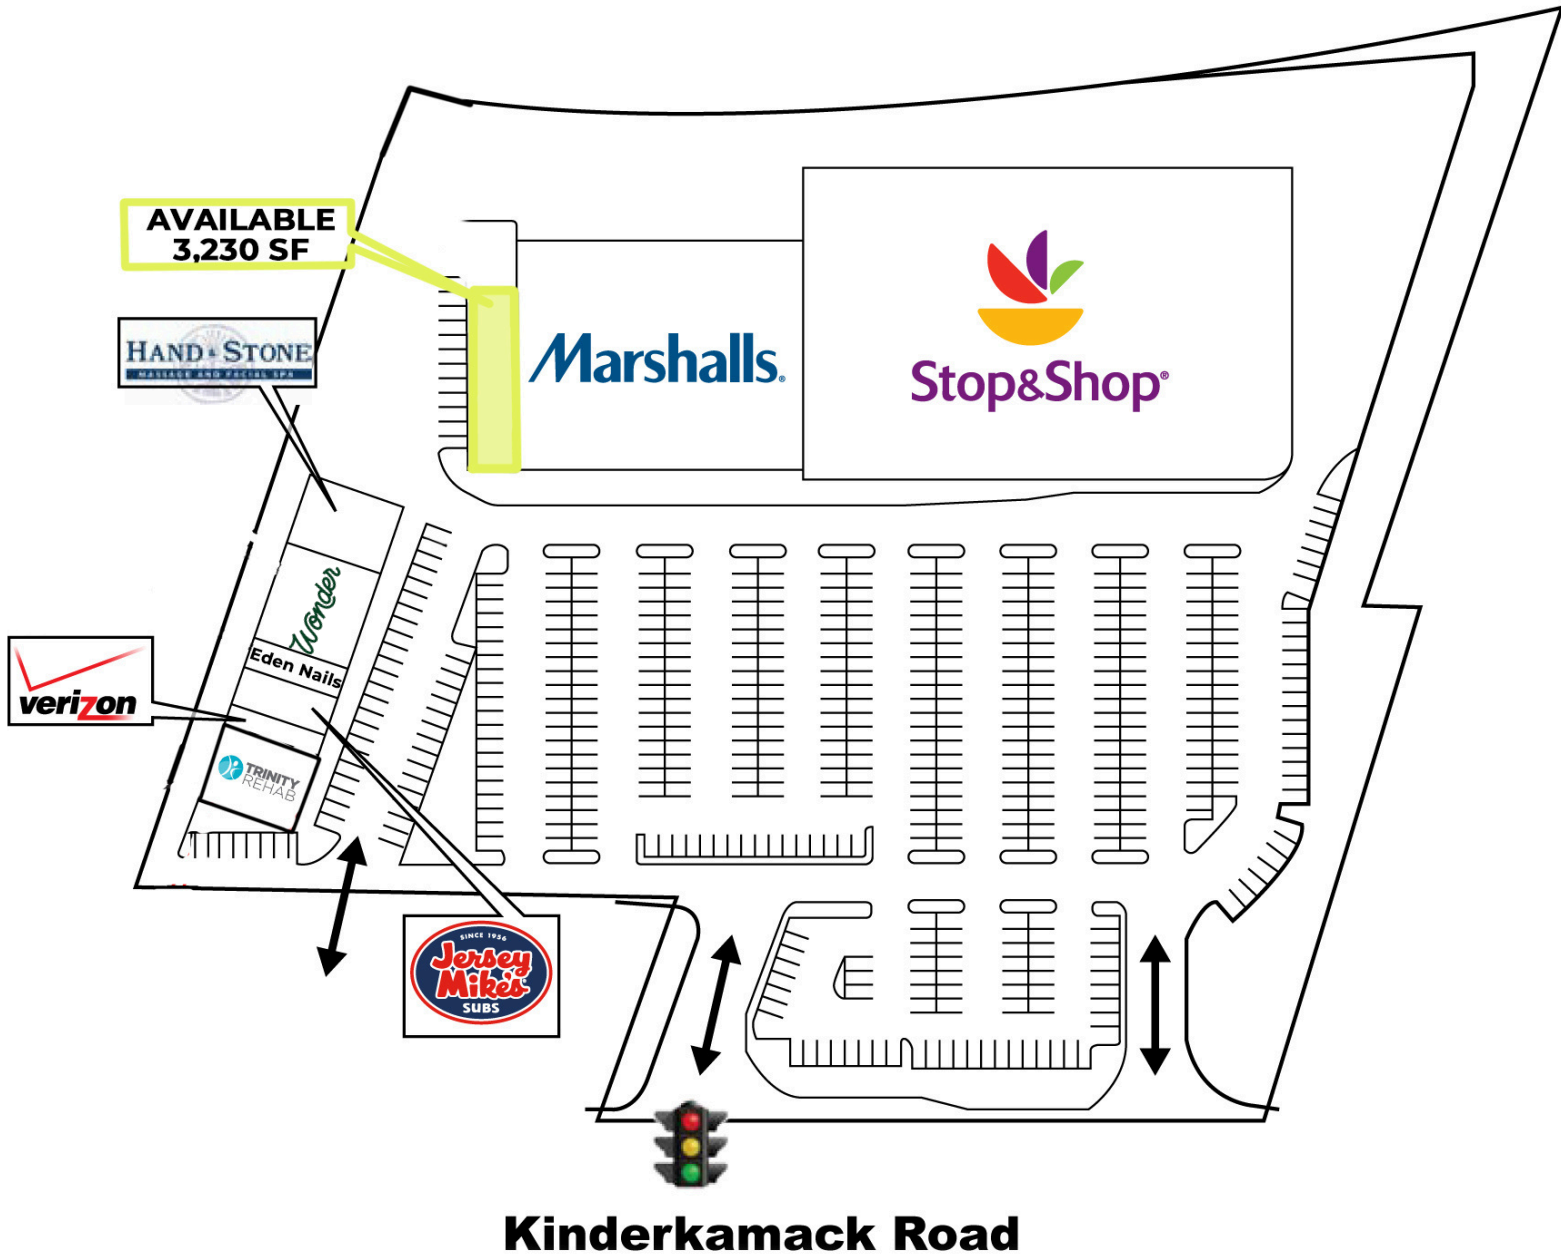 AVAILABLE
3,230 SF
HAND & STONE
MASSAGE AND FACIAL SPA
Marshalls®
Stop&Shop®
Wonder
Eden Nails
verizon
TRINITY
REHAB
SINCE 1956
Jersey
Mike's
SUBS
Kinderkamack Road